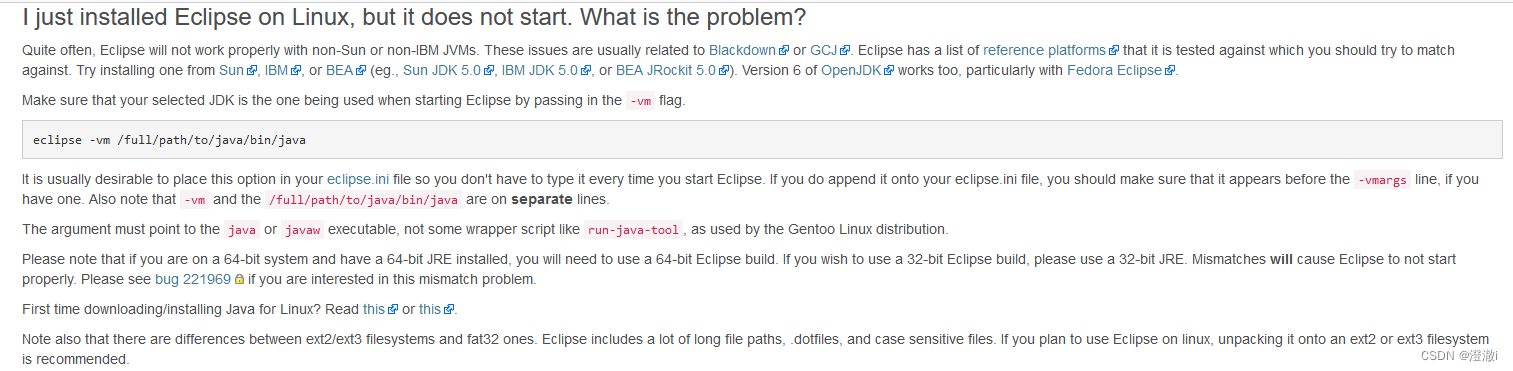 I just installed Eclipse on Linux, but it does not start. What is the problem?
Quite often, Eclipse will not work properly with non-Sun or non-IBM JVMs. These issues are usually related to Blackdown or GCJ. Eclipse has a list of reference platforms that it is tested against which you should try to match
against. Try installing one from Sun, IBM, or BEA (eg., Sun JDK 5.0, IBM JDK 5.0, or BEA JRockit 5.0). Version 6 of OpenJDK works too, particularly with Fedora Eclipse.
Make sure that your selected JDK is the one being used when starting Eclipse by passing in the -vm flag.
eclipse -vm /full/path/to/java/bin/java
It is usually desirable to place this option in your eclipse.ini file so you don't have to type it every time you start Eclipse. If you do append it onto your eclipse.ini file, you should make sure that it appears before the -vmargs line, if you
have one. Also note that -vm and the /full/path/to/java/bin/java are on separate lines.
The argument must point to the java or javaw executable, not some wrapper script like run-java-tool, as used by the Gentoo Linux distribution.
Please note that if you are on a 64-bit system and have a 64-bit JRE installed, you will need to use a 64-bit Eclipse build. If you wish to use a 32-bit Eclipse build, please use a 32-bit JRE. Mismatches will cause Eclipse to not start
properly. Please see bug 221969 if you are interested in this mismatch problem.
First time downloading/installing Java for Linux? Read this or this.
Note also that there are differences between ext2/ext3 filesystems and fat32 ones. Eclipse includes a lot of long file paths, .dotfiles, and case sensitive files. If you plan to use Eclipse on linux, unpacking it onto an ext2 or ext3 filesystem
is recommended.
CSDN @澄澈i